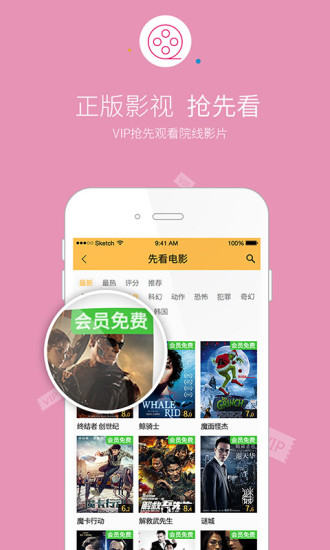 正版影视 抢先看
VIP抢先观看院线影片
Sketch 9:41 AM 100%
先看电影
最新 最热 评分 推荐
科幻 动作 恐怖 犯罪 奇幻
韩国
会员免费
会员免费 会员免费
8.0 WHALE RID 8.0 GRINCH 7.0
终结者 创世纪 鲸骑士 魔面怪杰
会员免费 会员免费 会员免费
魔卡行动 6.2 解救吾先生 8.0 谜城
魔卡行动 解救吾先生 谜城
会员免费 会员免费 会员免费
VIP
VIP